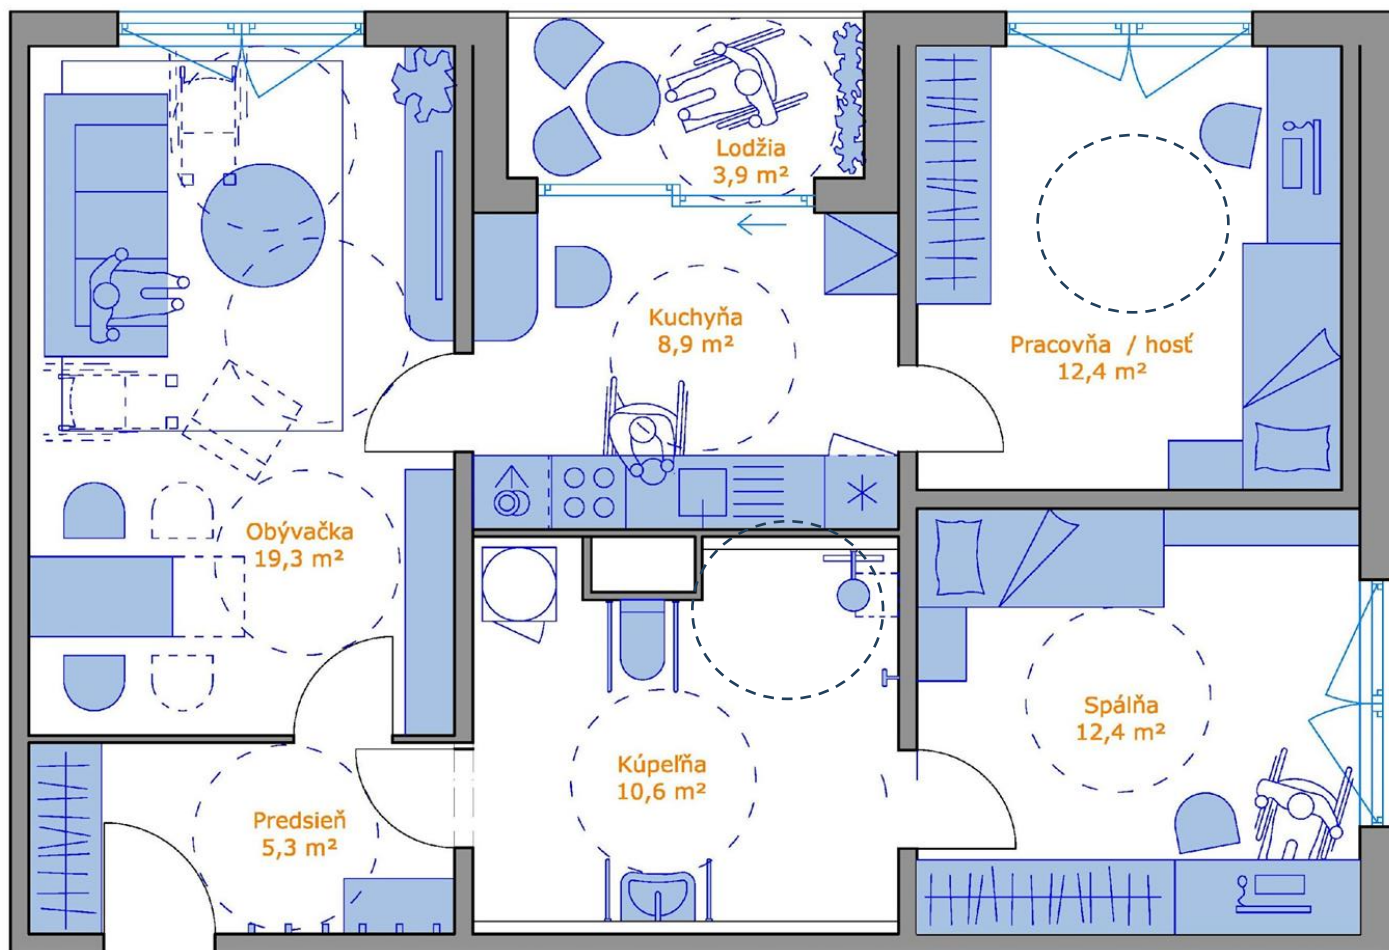 Lodžia
3,9 m²
Kuchyňa
8,9 m²
Pracovňa / hosť
12,4 m²
Obývačka
19,3 m²
Spálňa
12,4 m²
Kúpeľňa
10,6 m²
Predsieň
5,3 m²